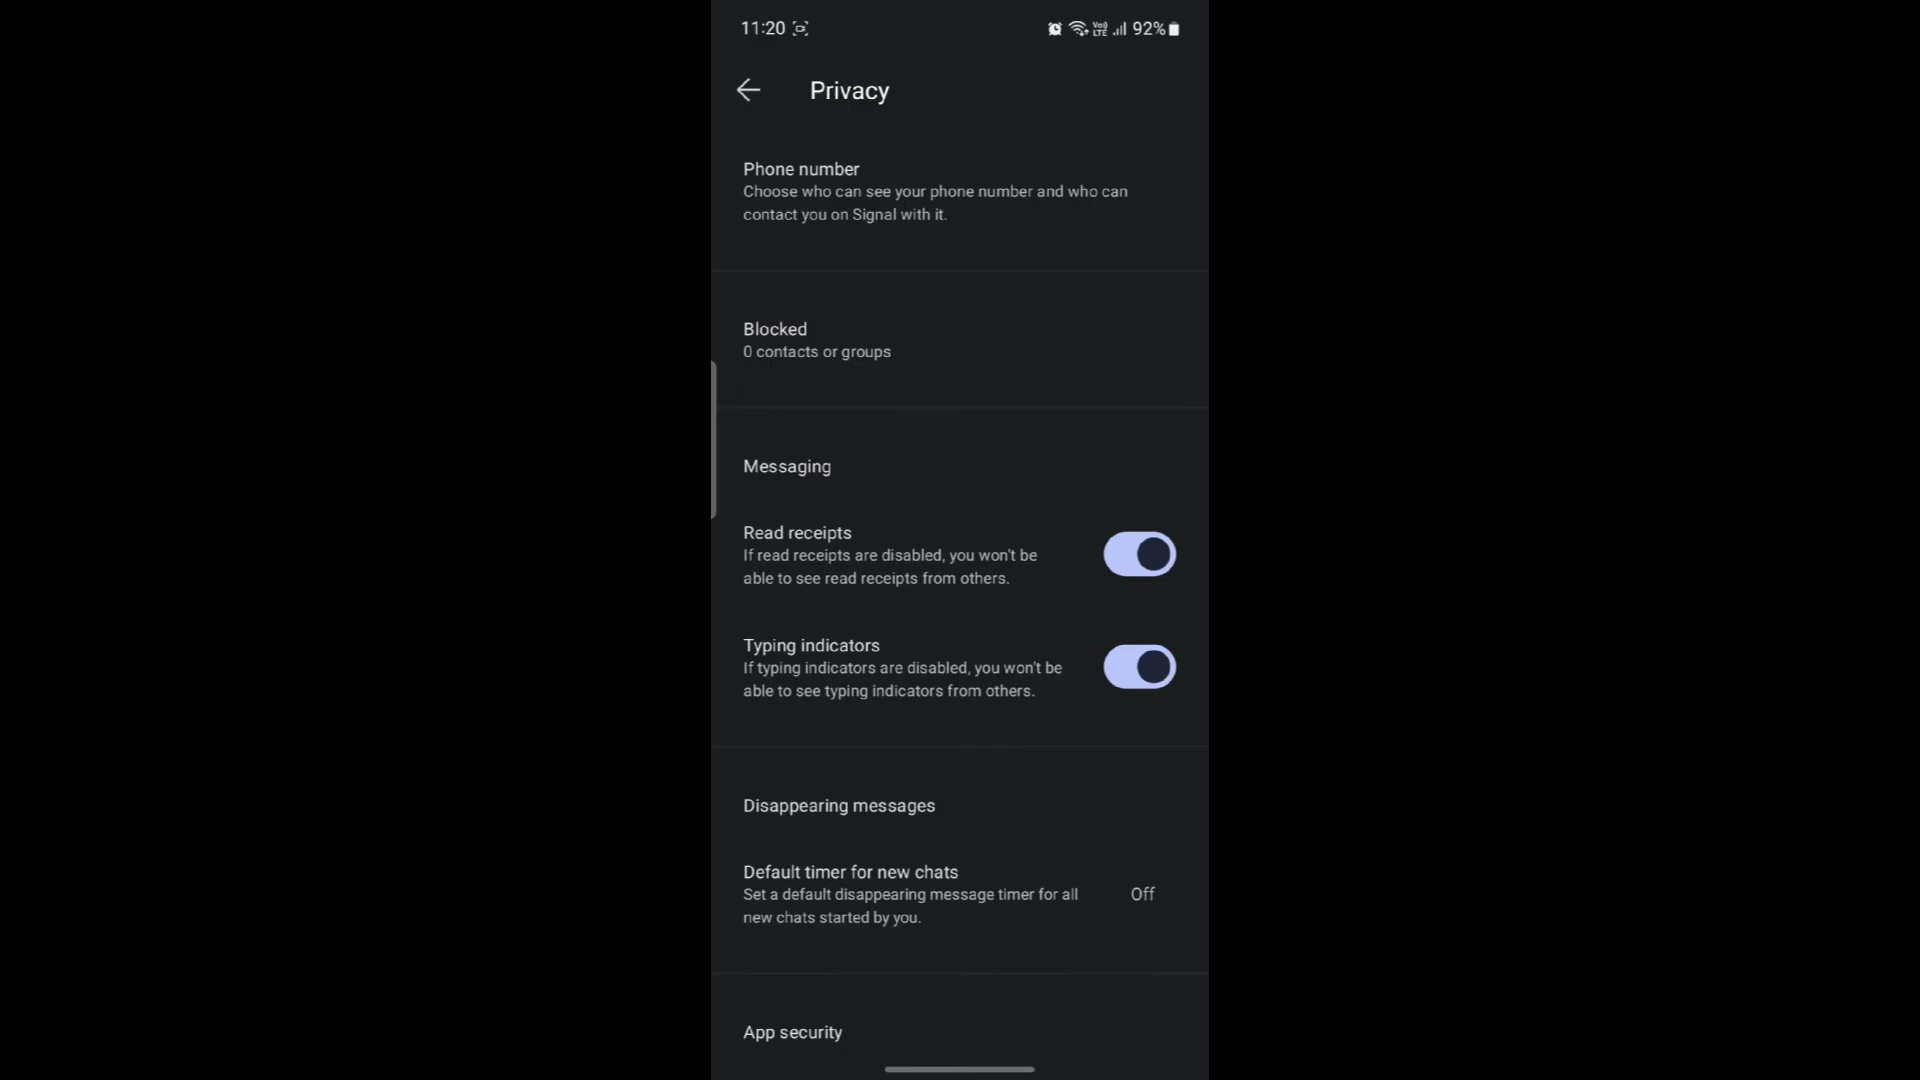 11:20
Vo))
LTE
92%
Privacy
Phone number
Choose who can see your phone number and who can
contact you on Signal with it.
Blocked
0 contacts or groups
Messaging
Read receipts
If read receipts are disabled, you won't be
able to see read receipts from others.
Typing indicators
If typing indicators are disabled, you won't be
able to see typing indicators from others.
Disappearing messages
Default timer for new chats
Set a default disappearing message timer for all
new chats started by you.
Off
App security